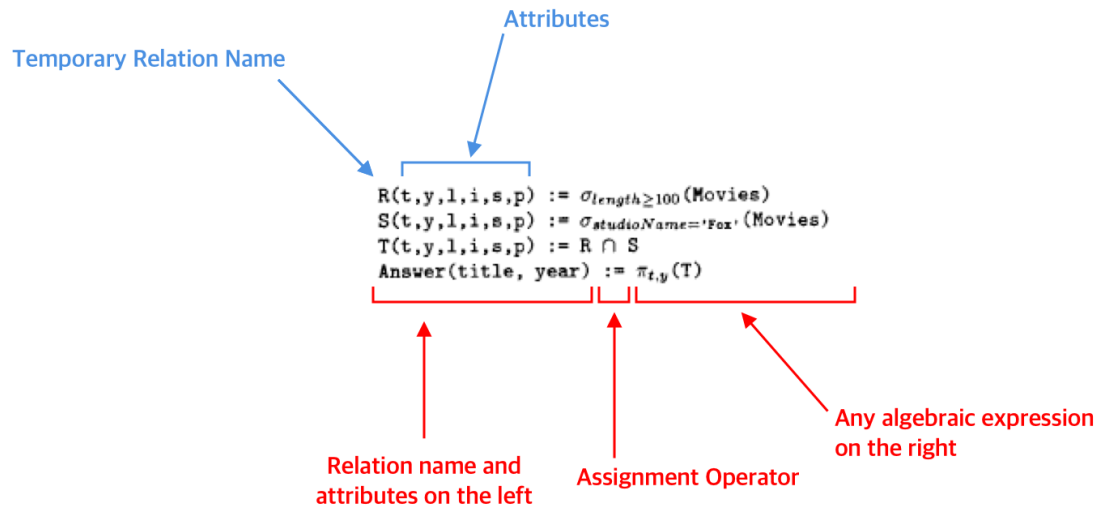 Attributes
Temporary Relation Name
R(t,y,l,i,s,p) := σlength≥100(Movies)
S(t,y,l,i,s,p) := σstudioName='Fox'(Movies)
T(t,y,l,i,s,p) := R ∩ S
Answer(title, year) := πt,y(T)
Relation name and
attributes on the left
Assignment Operator
Any algebraic expression
on the right